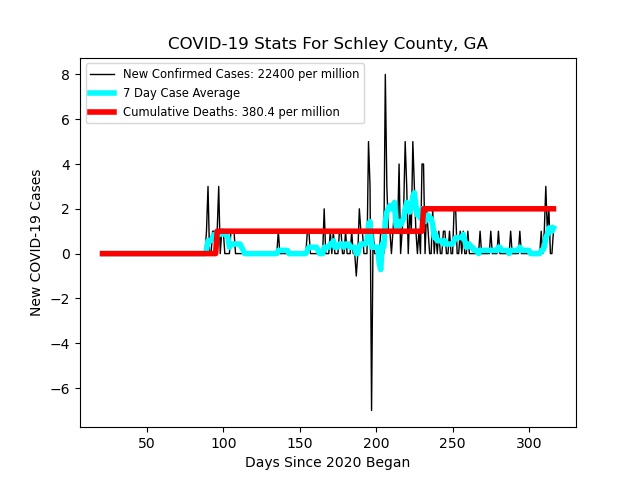 COVID-19 Stats For Schley County, GA
New Confirmed Cases: 22400 per million
7 Day Case Average
Cumulative Deaths: 380.4 per million
8
6
4
2
0
−2
−4
−6
New COVID-19 Cases
50 100 150 200 250 300
Days Since 2020 Began